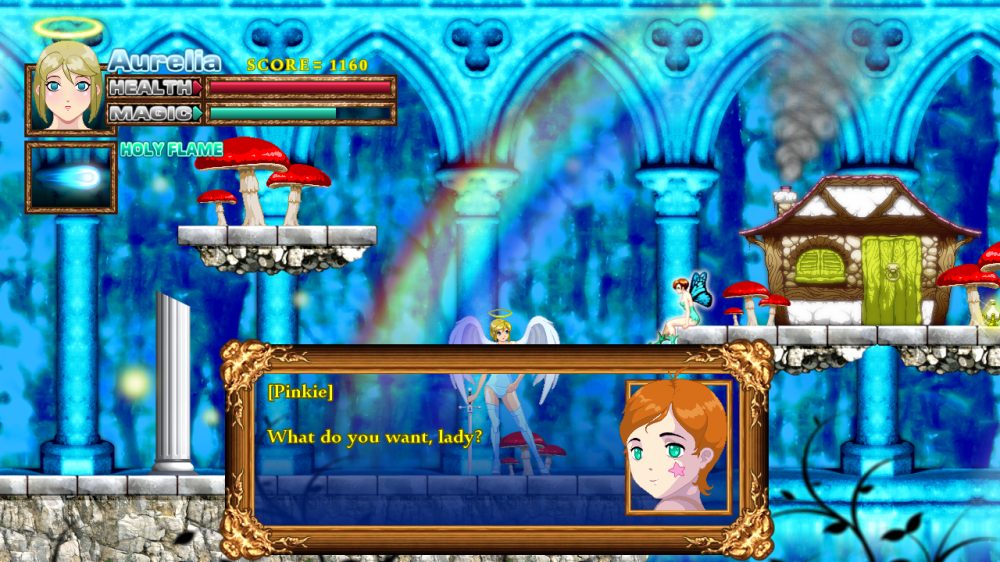 Aurelia
SCORE= 1160
HEALTH
MAGIC
HOLY FLAME
[Pinkie]
What do you want, lady?